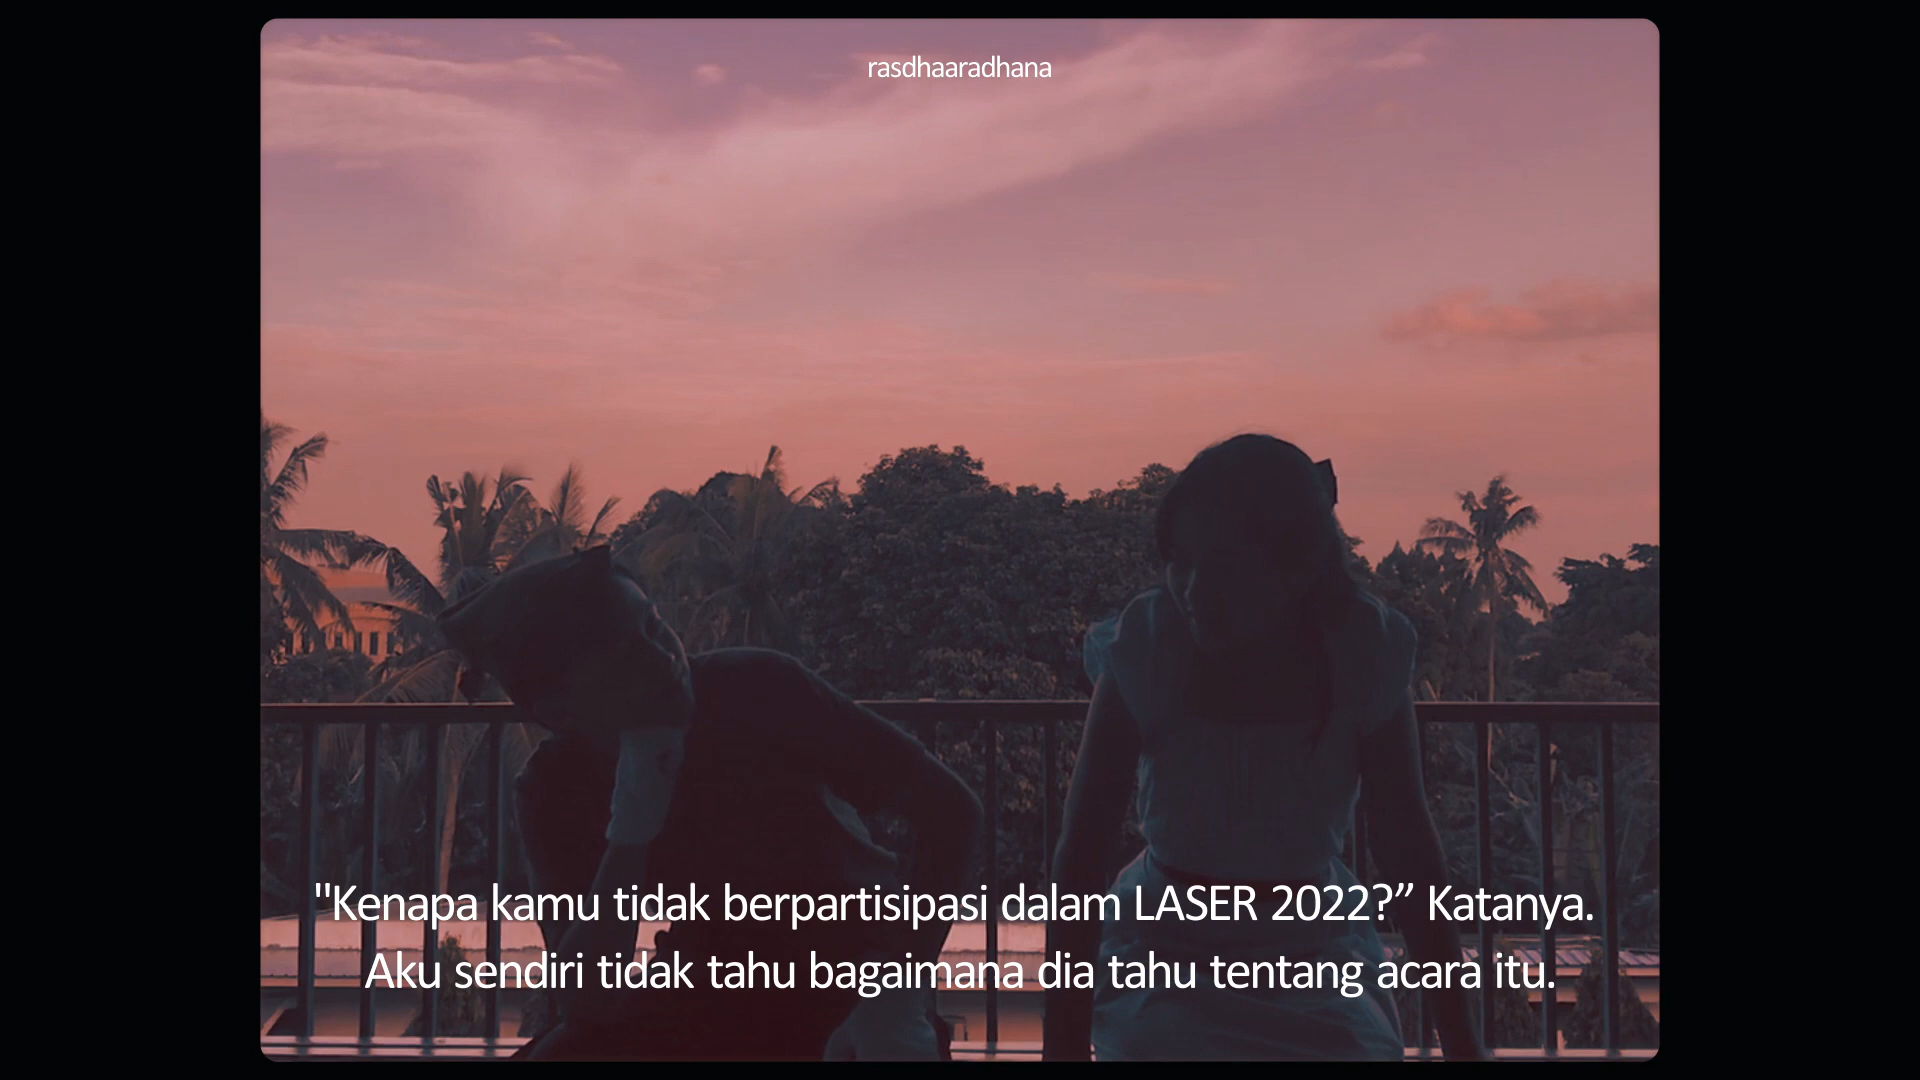 rasdhaaradhana
"Kenapa kamu tidak berpartisipasi dalam LASER 2022?” Katanya.
Aku sendiri tidak tahu bagaimana dia tahu tentang acara itu.